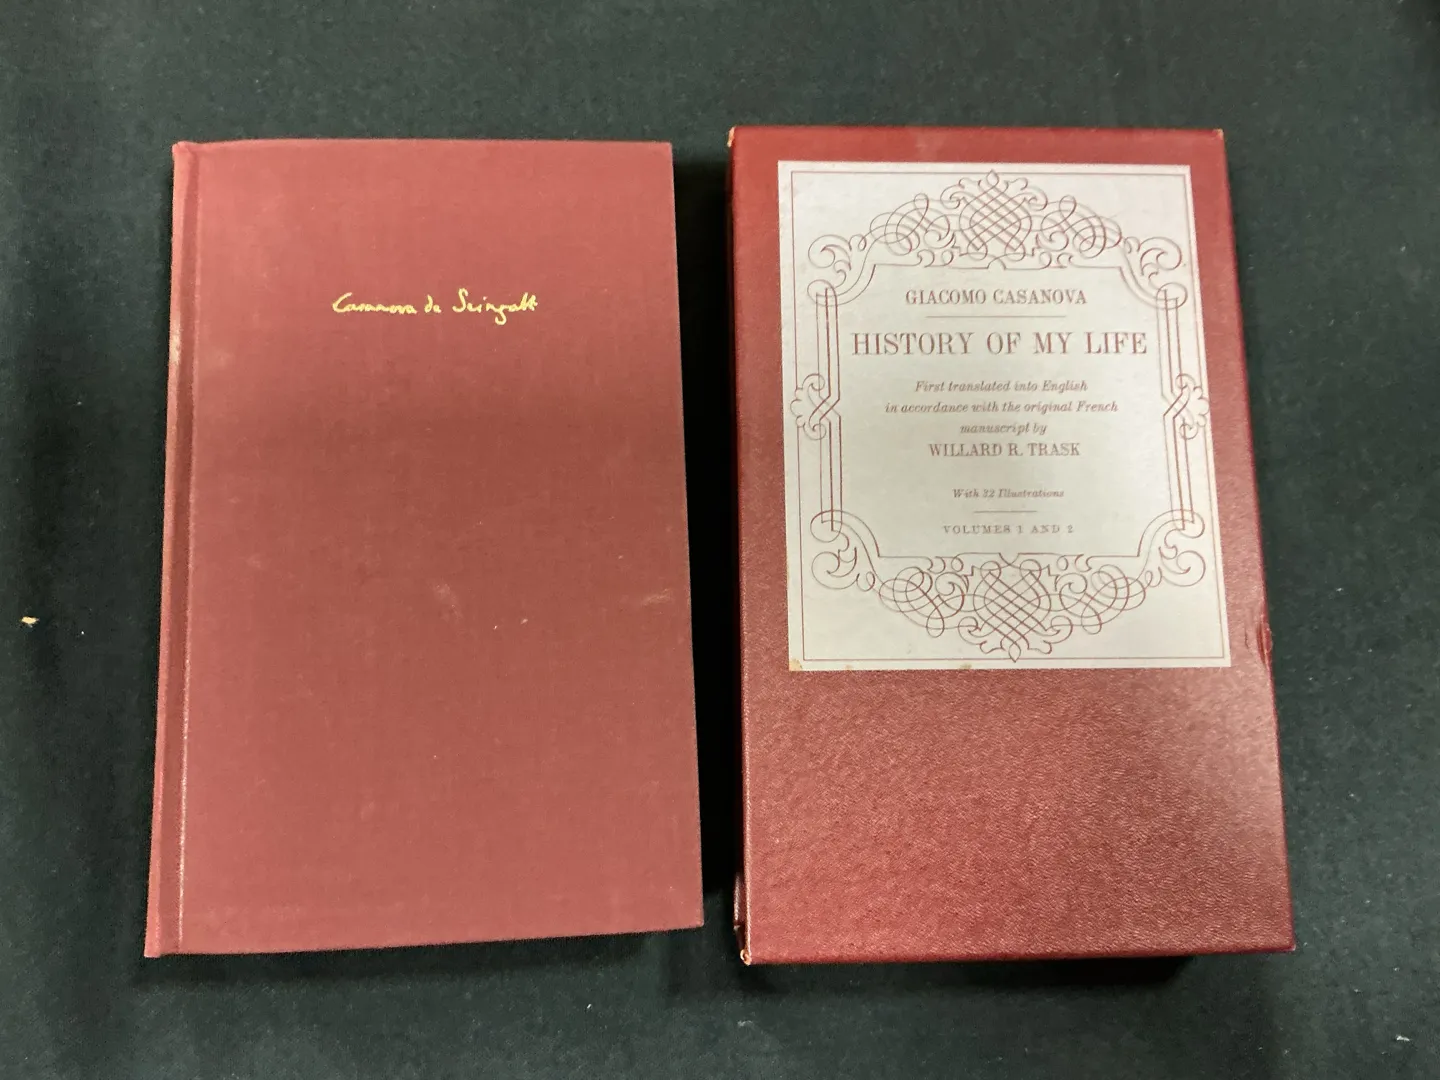 Casanova de Seingalt
GIACOMO CASANOVA
HISTORY OF MY LIFE
First translated into English
in accordance with the original French
manuscript by
WILLARD R. TRASK
With 32 Illustrations
VOLUMES 1 AND 2